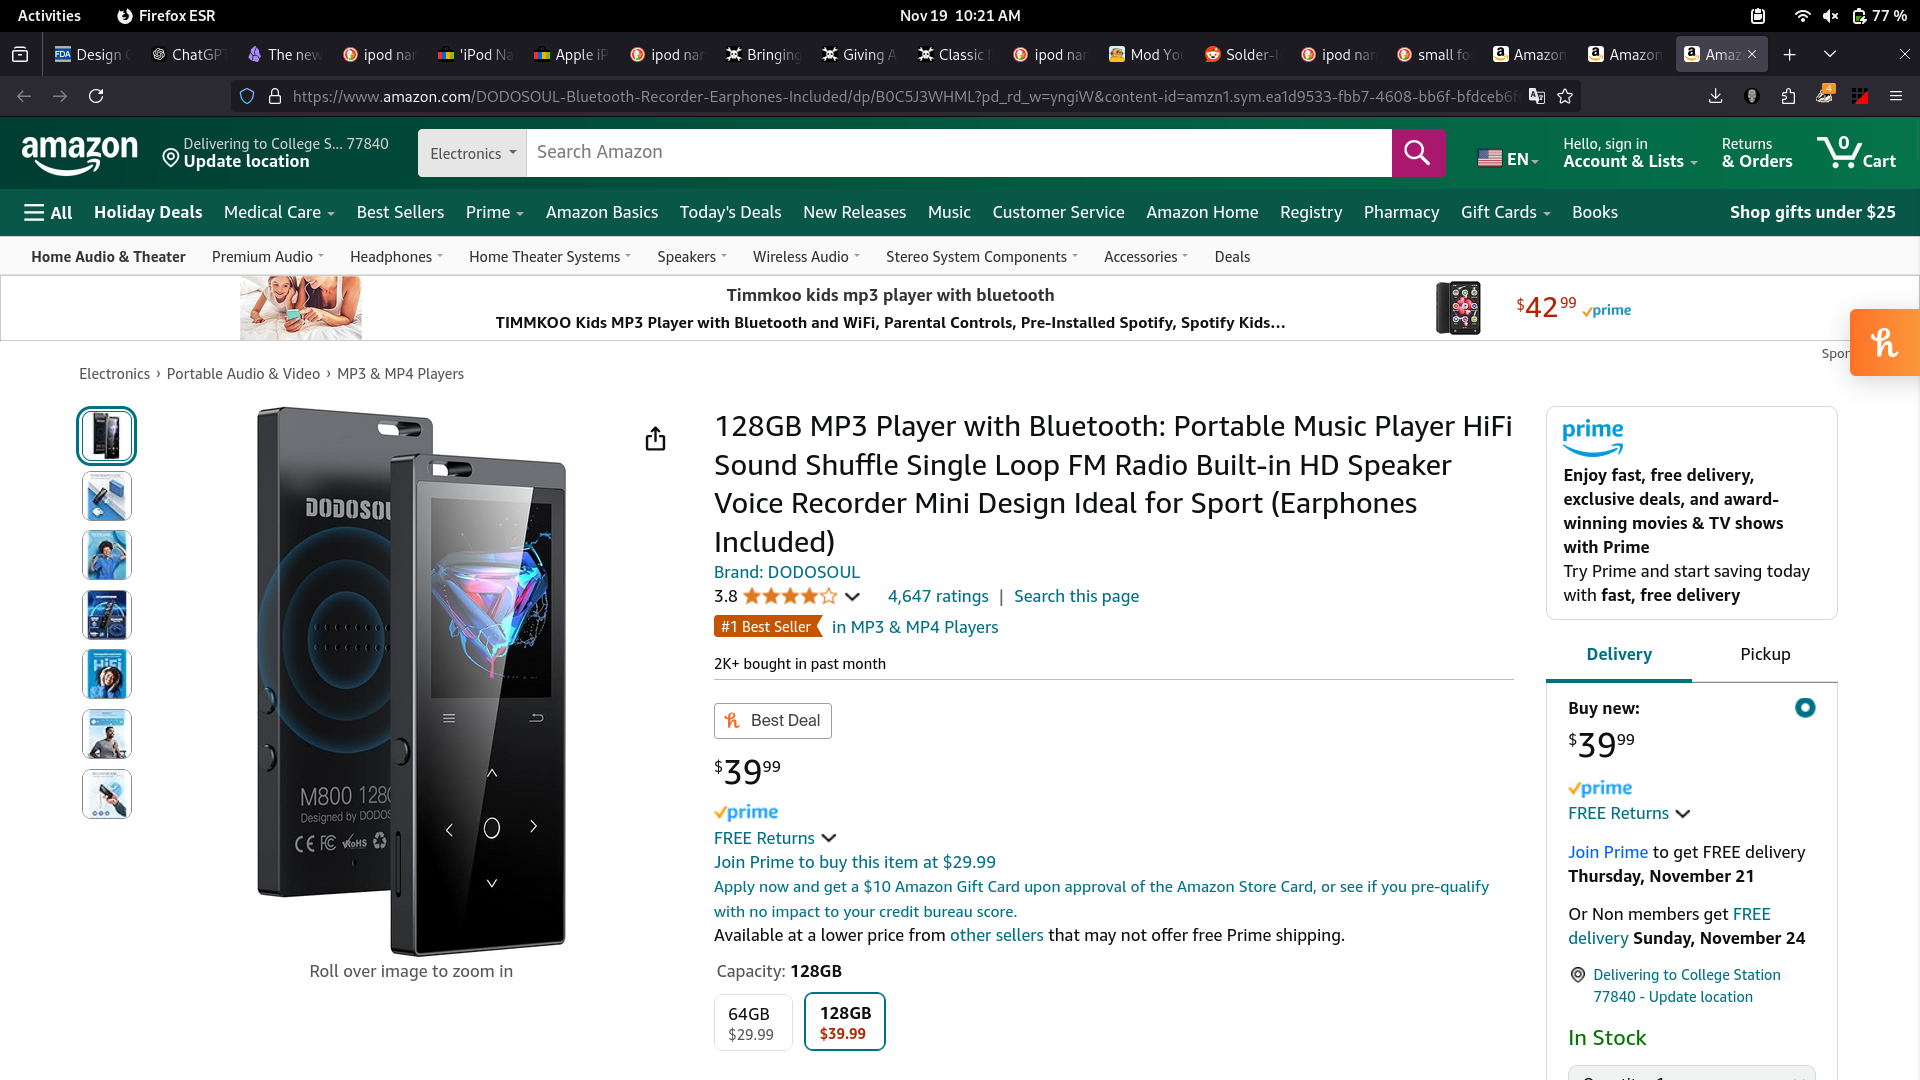 Activities
Firefox ESR
Nov 19 10:21 AM
77 %
FDA Design
ChatGP
The new
ipod nan
'iPod Na
Apple iP
ipod nan
Bringing
Giving A
Classic
ipod nan
Mod You
Solder-
ipod nan
small fo
Amazon
Amazon
Amaz
https://www.amazon.com/DODOSOUL-Bluetooth-Recorder-Earphones-Included/dp/B0C5J3WHML?pd_rd_w=yngiW&content-id=amzn1.sym.ea1d9533-fbb7-4608-bb6f-bfdceb6f
4
amazon
Delivering to College S... 77840
Update location
Electronics
Search Amazon
EN
Hello, sign in
Account & Lists
Returns
& Orders
0
Cart
All
Holiday Deals
Medical Care
Best Sellers
Prime
Amazon Basics
Today's Deals
New Releases
Music
Customer Service
Amazon Home
Registry
Pharmacy
Gift Cards
Books
Shop gifts under $25
Home Audio & Theater
Premium Audio
Headphones
Home Theater Systems
Speakers
Wireless Audio
Stereo System Components
Accessories
Deals
Timmkoo kids mp3 player with bluetooth
TIMMKOO Kids MP3 Player with Bluetooth and WiFi, Parental Controls, Pre-Installed Spotify, Spotify Kids...
$42 99
prime
Spon
Electronics › Portable Audio & Video › MP3 & MP4 Players
DODOSOU
M800 128G
Designed by DODOS
CE FC RoHS
HiFi
Roll over image to zoom in
128GB MP3 Player with Bluetooth: Portable Music Player HiFi
Sound Shuffle Single Loop FM Radio Built-in HD Speaker
Voice Recorder Mini Design Ideal for Sport (Earphones
Included)
Brand: DODOSOUL
3.8
4,647 ratings | Search this page
#1 Best Seller in MP3 & MP4 Players
2K+ bought in past month
Best Deal
$39 99
prime
FREE Returns
Join Prime to buy this item at $29.99
Apply now and get a $10 Amazon Gift Card upon approval of the Amazon Store Card, or see if you pre-qualify
with no impact to your credit bureau score.
Available at a lower price from other sellers that may not offer free Prime shipping.
Capacity: 128GB
64GB
$29.99
128GB
$39.99
prime
Enjoy fast, free delivery,
exclusive deals, and award-
winning movies & TV shows
with Prime
Try Prime and start saving today
with fast, free delivery
Delivery
Pickup
Buy new:
$39 99
prime
FREE Returns
Join Prime to get FREE delivery
Thursday, November 21
Or Non members get FREE
delivery Sunday, November 24
Delivering to College Station
77840 - Update location
In Stock